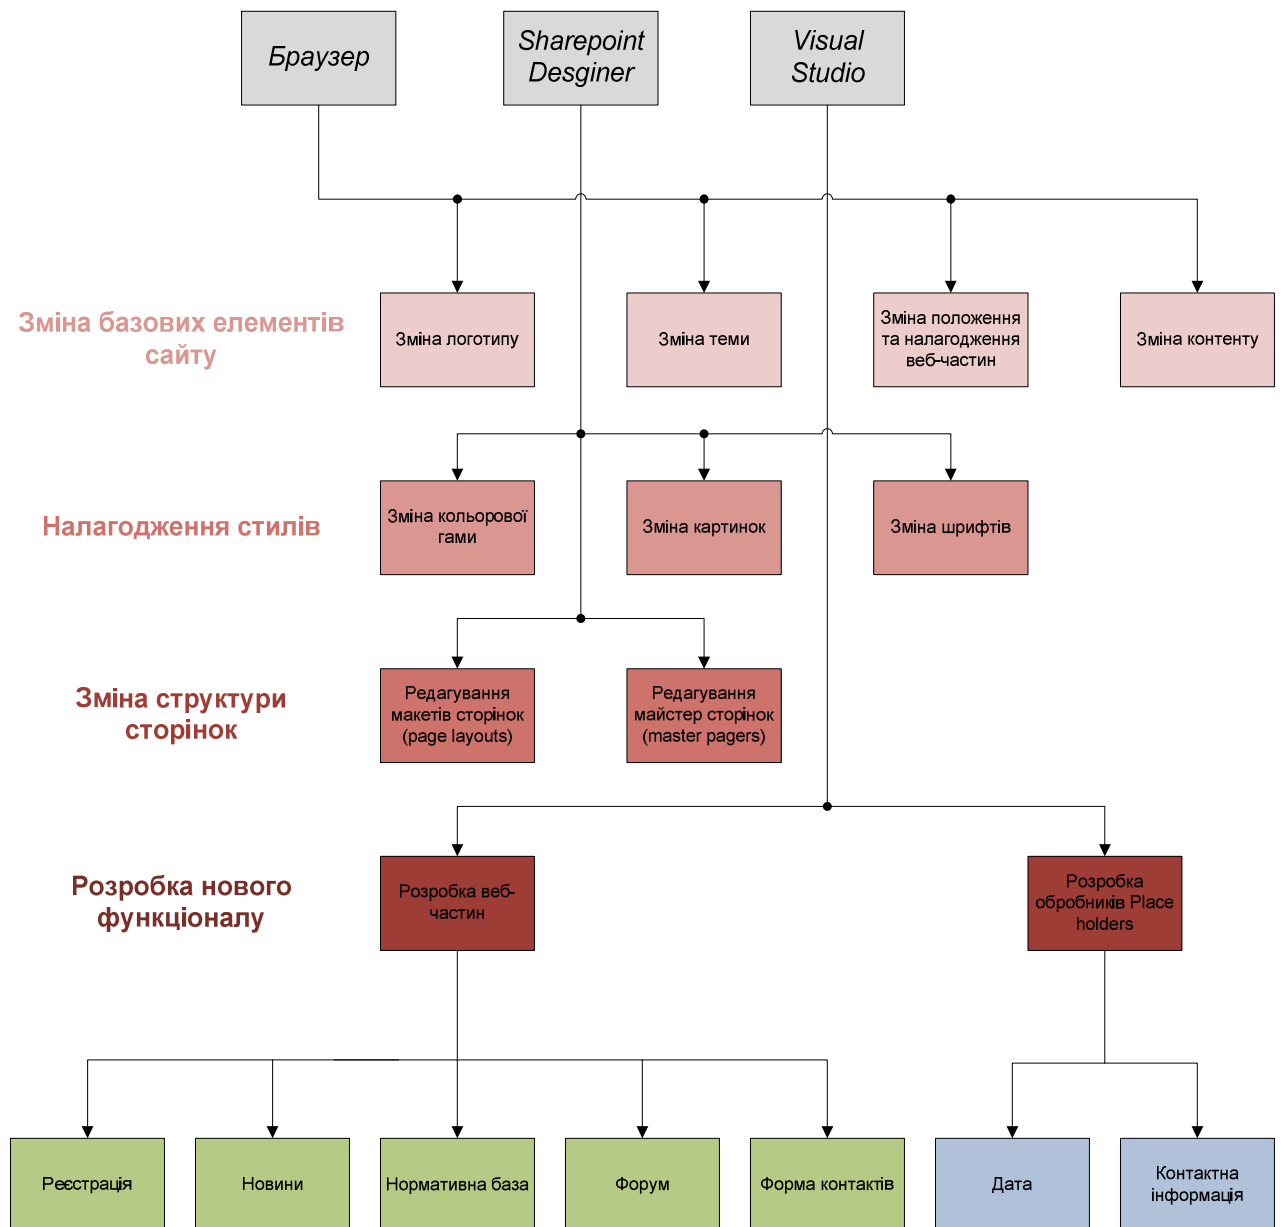 Браузер
Sharepoint
Desginer
Visual
Studio
Зміна базових елементів
сайту
Зміна логотипу
Зміна теми
Зміна положення
та налагодження
веб-частин
Зміна контенту
Налагодження стилів
Зміна кольорової
гами
Зміна картинок
Зміна шрифтів
Зміна структури
сторінок
Редагування
макетів сторінок
(page layouts)
Редагування
майстер сторінок
(master pagers)
Розробка нового
функціоналу
Розробка веб-
частин
Розробка
обробників Place
holders
Реєстрація
Новини
Нормативна база
Форум
Форма контактів
Дата
Контактна
інформація